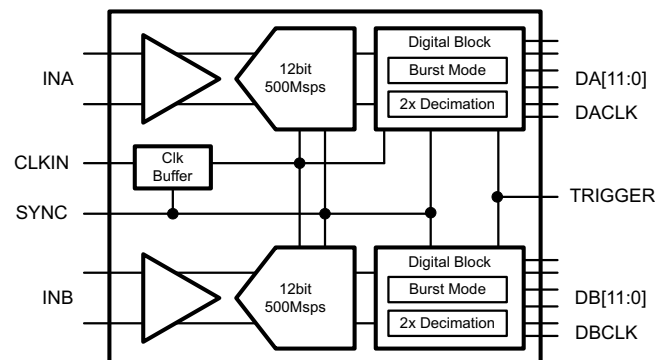 Digital Block
12bit
500Msps
Burst Mode
2x Decimation
INA
DA[11:0]
DACLK
CLKIN
Clk
Buffer
SYNC
TRIGGER
Digital Block
12bit
500Msps
Burst Mode
2x Decimation
INB
DB[11:0]
DBCLK